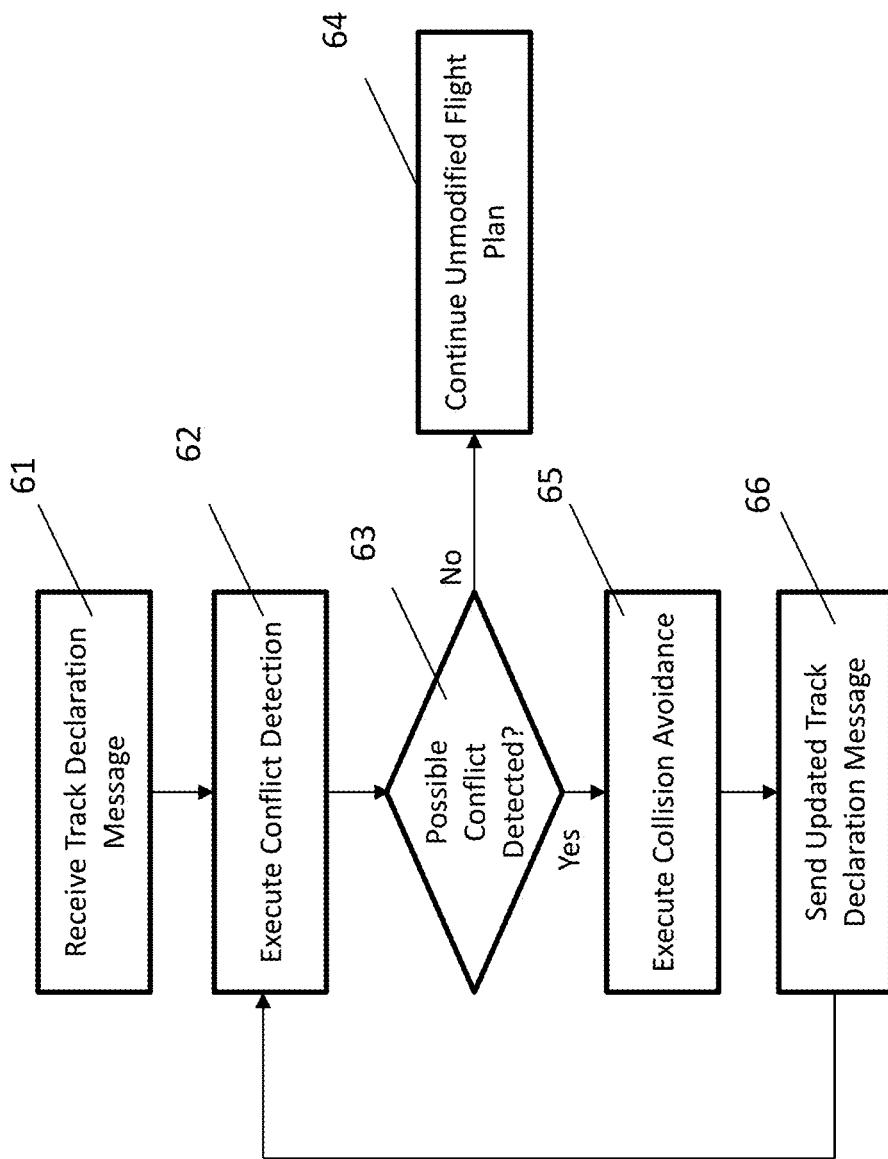 61
Receive Track Declaration
Message
62
Execute Conflict Detection
63
Possible
Conflict
Detected?
No
64
Continue Unmodified Flight
Plan
Yes
65
Execute Collision Avoidance
66
Send Updated Track
Declaration Message